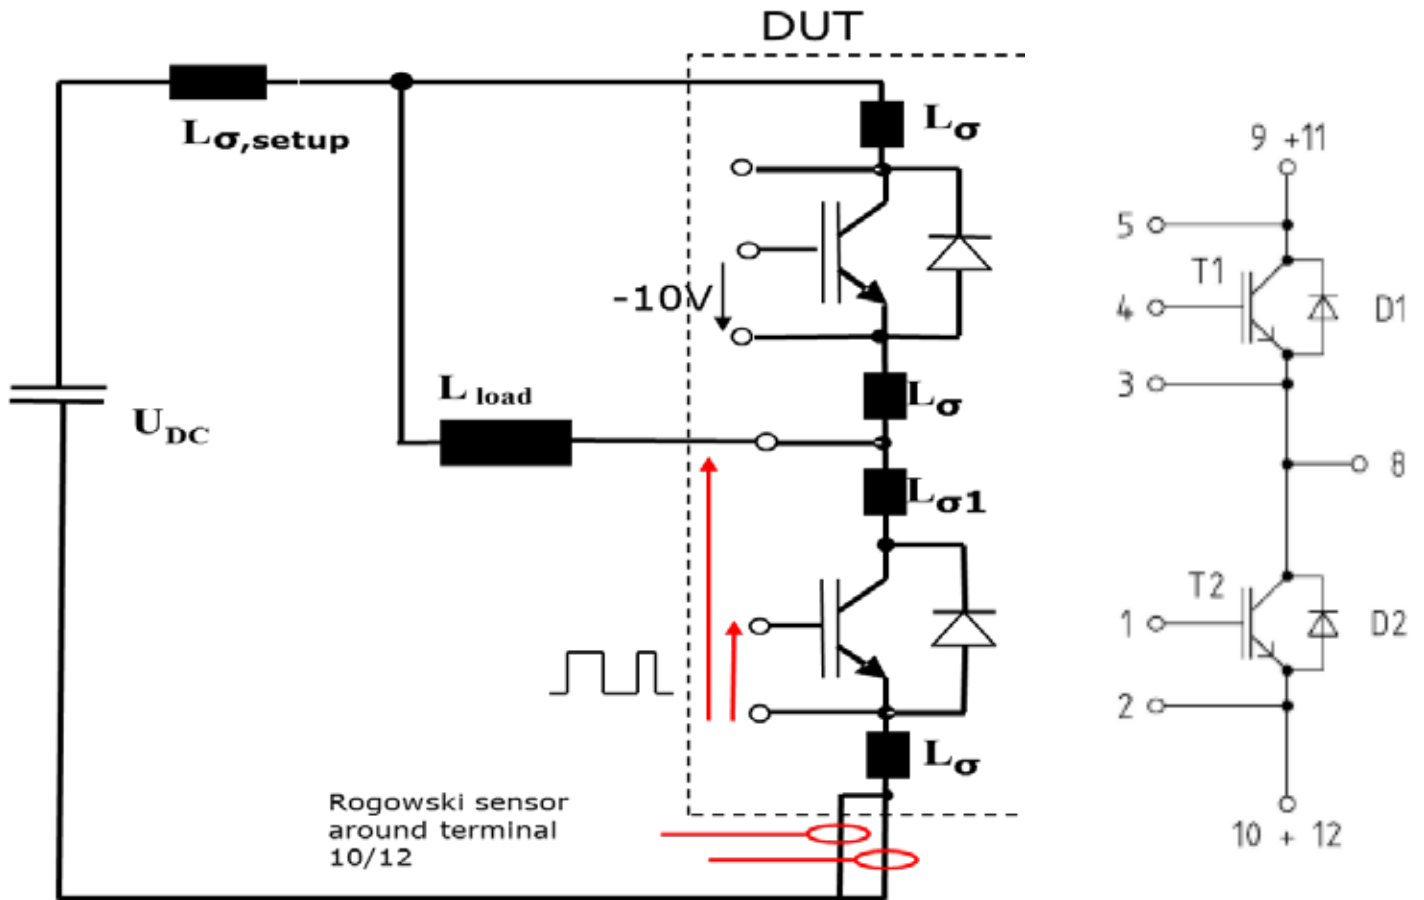 DUT
Lσ,setup
Lσ
9 +11
5
T1
-10V
4
D1
3
L load
Lσ
UDC
8
Lσ1
T2
1
D2
2
Lσ
Rogowski sensor
around terminal
10/12
10 + 12